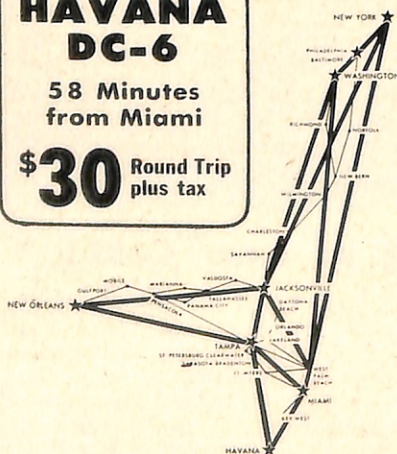 HAVANA
DC-6
58 Minutes
from Miami
$30 Round Trip
plus tax
NEW YORK
PHILADELPHIA
BALTIMORE
WASHINGTON
RICHMOND
NORFOLK
NEW BERN
WILMINGTON
CHARLESTON
SAVANNAH
VALDOSTA
MOBILE
MARIANNA
GULFPORT
JACKSONVILLE
TALLAHASSEE
PENSACOLA
PANAMA CITY
NEW ORLEANS
DAYTONA
BEACH
ORLANDO
LAKELAND
TAMPA
ST. PETERSBURG CLEARWATER
SARASOTA BRADENTON
FT. MYERS
WEST
PALM
BEACH
MIAMI
KEY WEST
HAVANA